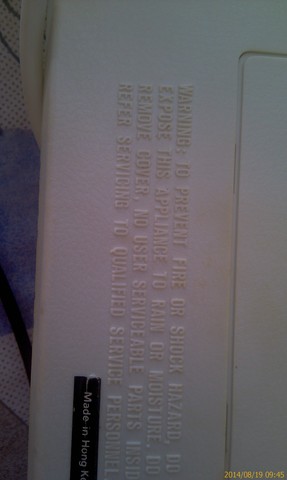 WARNING: TO PREVENT FIRE OR SHOCK HAZARD, DO
EXPOSE THIS APPLIANCE TO RAIN OR MOISTURE. DO
REMOVE COVER. NO USER SERVICEABLE PARTS INSID
REFER SERVICING TO QUALIFIED SERVICE PERSONNEL
Made in Hong K
2014/08/19 09:45